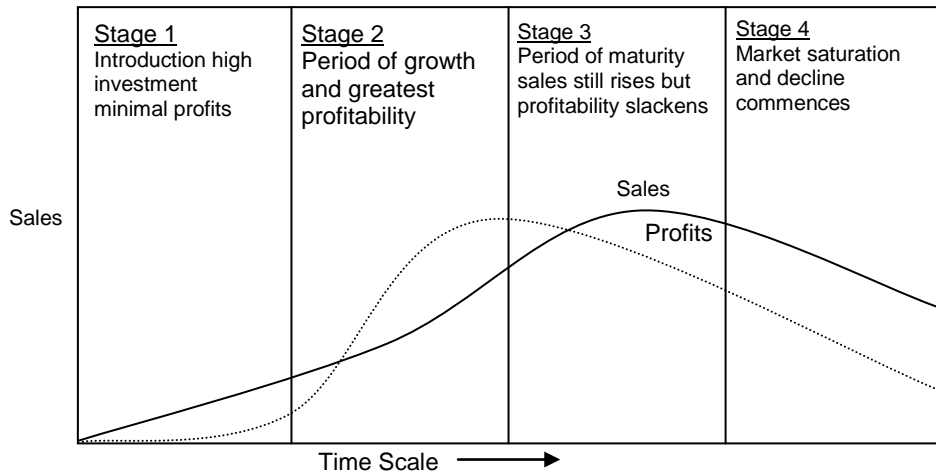 Stage 1
Introduction high
investment
minimal profits
Stage 2
Period of growth
and greatest
profitability
Stage 3
Period of maturity
sales still rises but
profitability slackens
Stage 4
Market saturation
and decline
commences
Sales
Sales
Profits
Time Scale